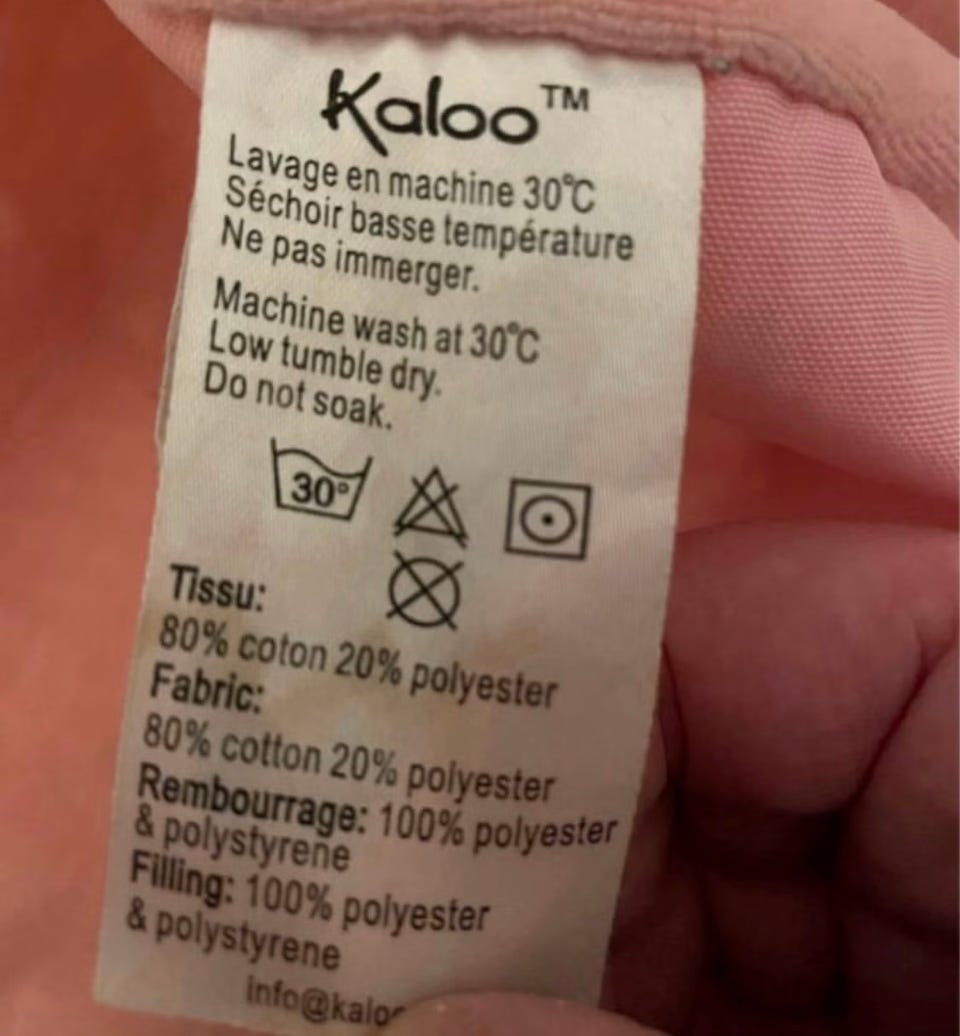 Kaloo™
Lavage en machine 30°C
Séchoir basse température
Ne pas immerger.
Machine wash at 30°C
Low tumble dry.
Do not soak.
30°
Tissu:
80% coton 20% polyester
Fabric:
80% cotton 20% polyester
Rembourrage: 100% polyester
& polystyrene
Filling: 100% polyester
& polystyrene